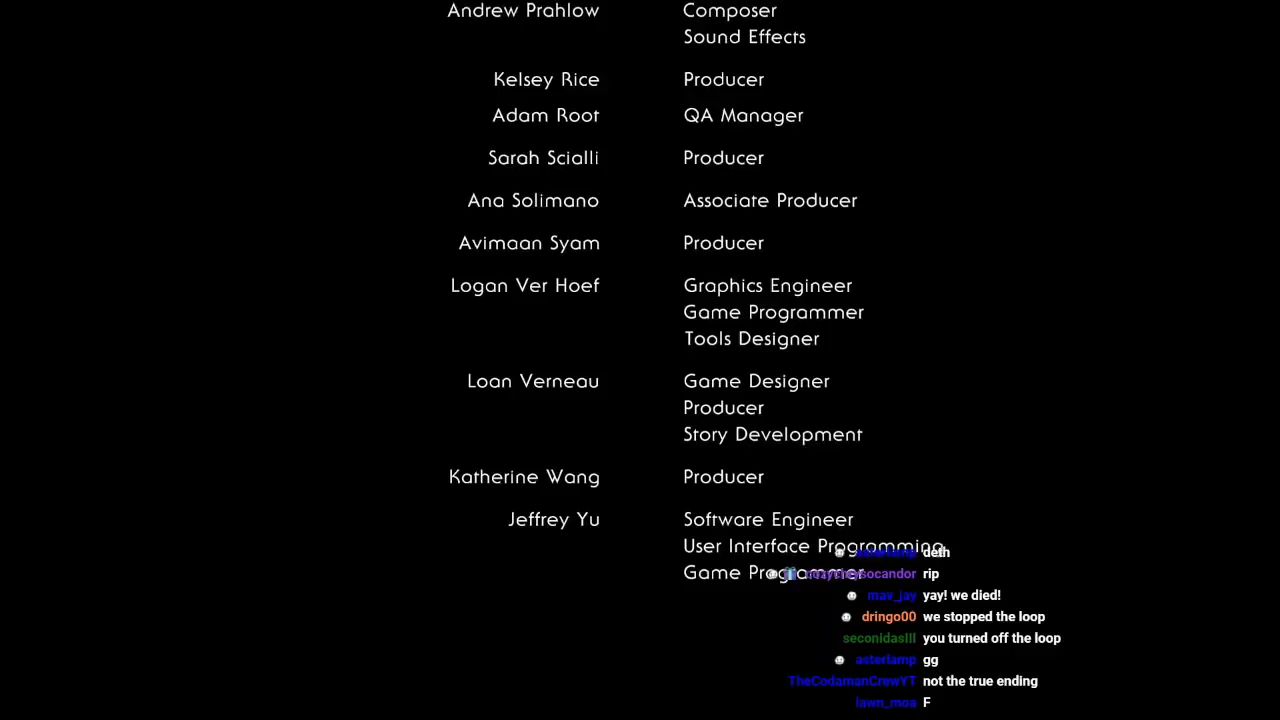 Andrew Prahlow Composer
Sound Effects
Kelsey Rice Producer
Adam Root QA Manager
Sarah Scialli Producer
Ana Solimano Associate Producer
Avimaan Syam Producer
Logan Ver Hoef Graphics Engineer
Game Programmer
Tools Designer
Loan Verneau Game Designer
Producer
Story Development
Katherine Wang Producer
Jeffrey Yu Software Engineer
User Interface Programming
Game Programmer
asterlamp deth
rip
mav_jay yay! we died!
dringo00 we stopped the loop
you turned off the loop
asterlamp gg
TheCodamanCrewYT not the true ending
lawn_moa F